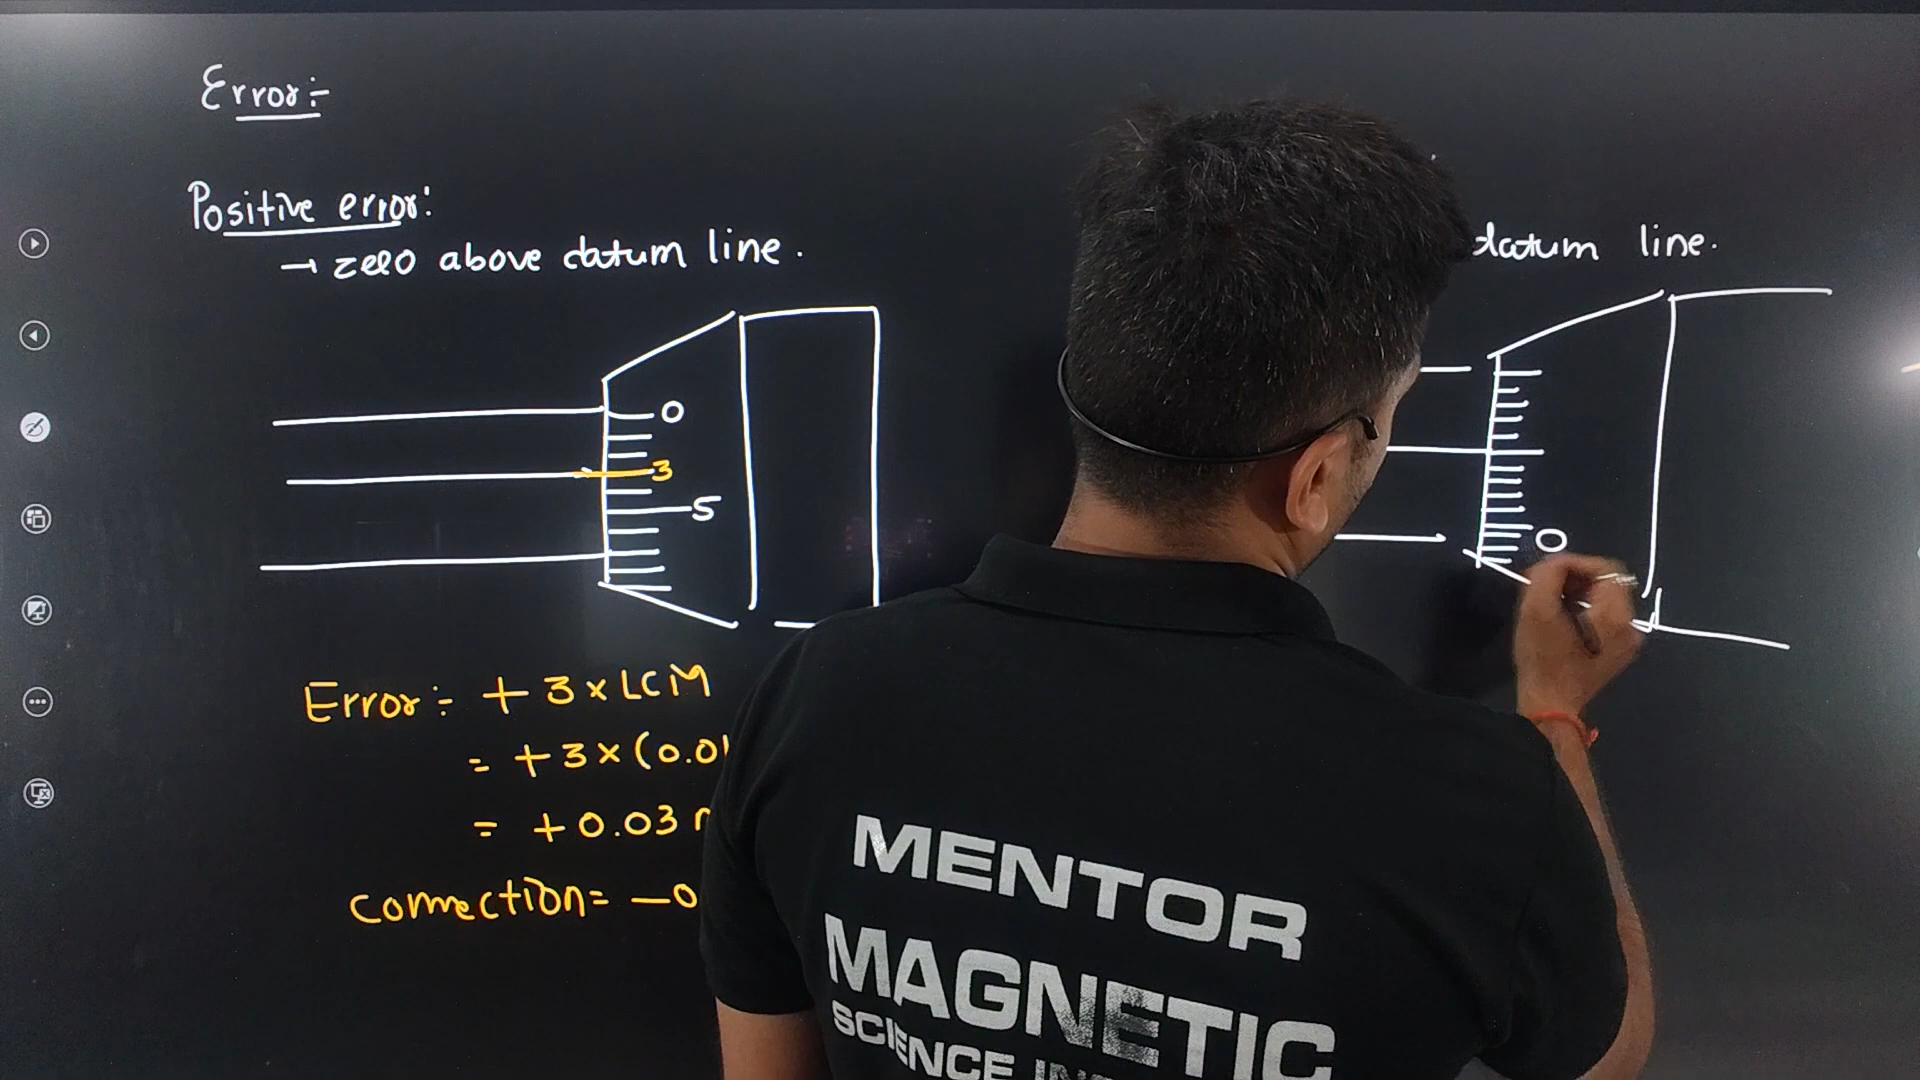 Error:-
Positive error:
→ zero above datum line.
0
3
5
Error:- + 3 x LCM
= + 3 x (0.01
= + 0.03
correction = -0
datum line.
0
MENTOR
MAGNETIC
SCIENCE